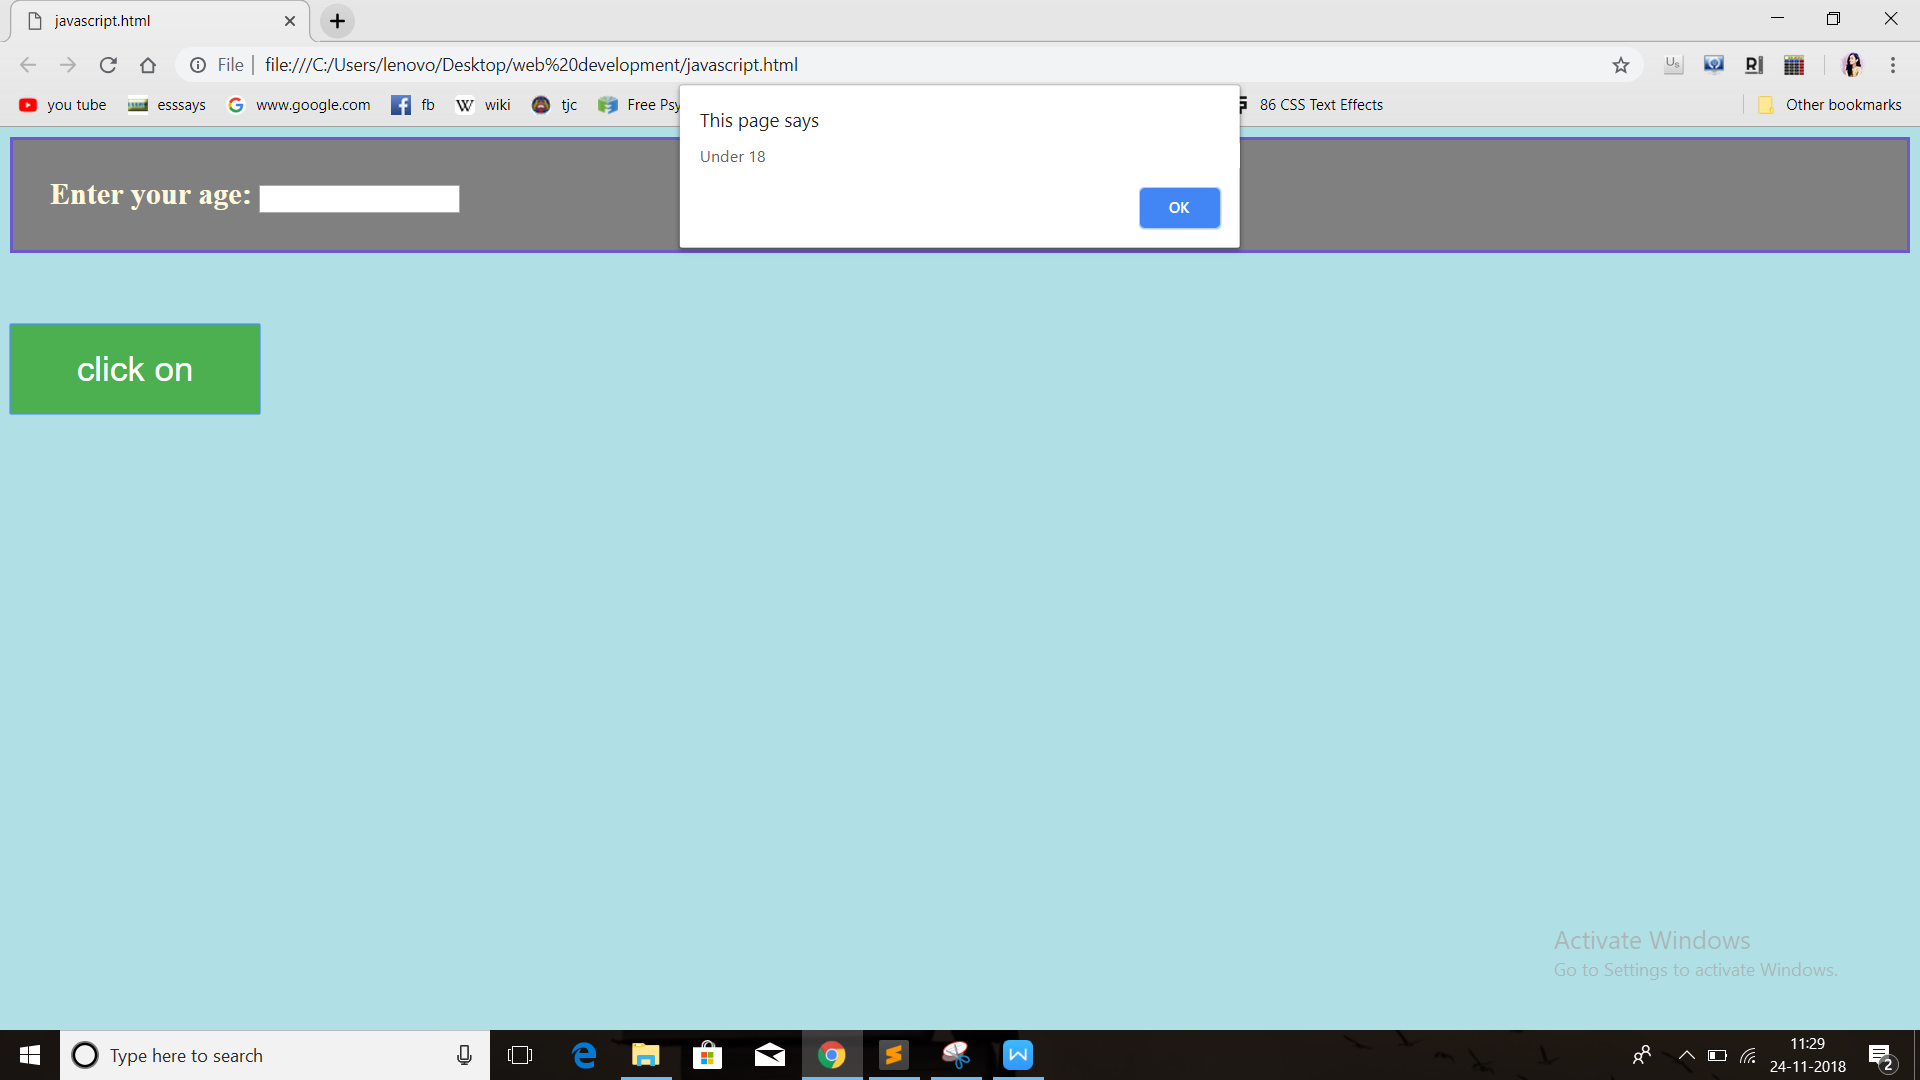 javascript.html
File
file:///C:/Users/lenovo/Desktop/web%20development/javascript.html
you tube
esssays
www.google.com
fb
wiki
tjc
Free Psy
86 CSS Text Effects
Other bookmarks
This page says
Under 18
OK
Enter your age:
click on
Activate Windows
Go to Settings to activate Windows.
Type here to search
11:29
24-11-2018
2